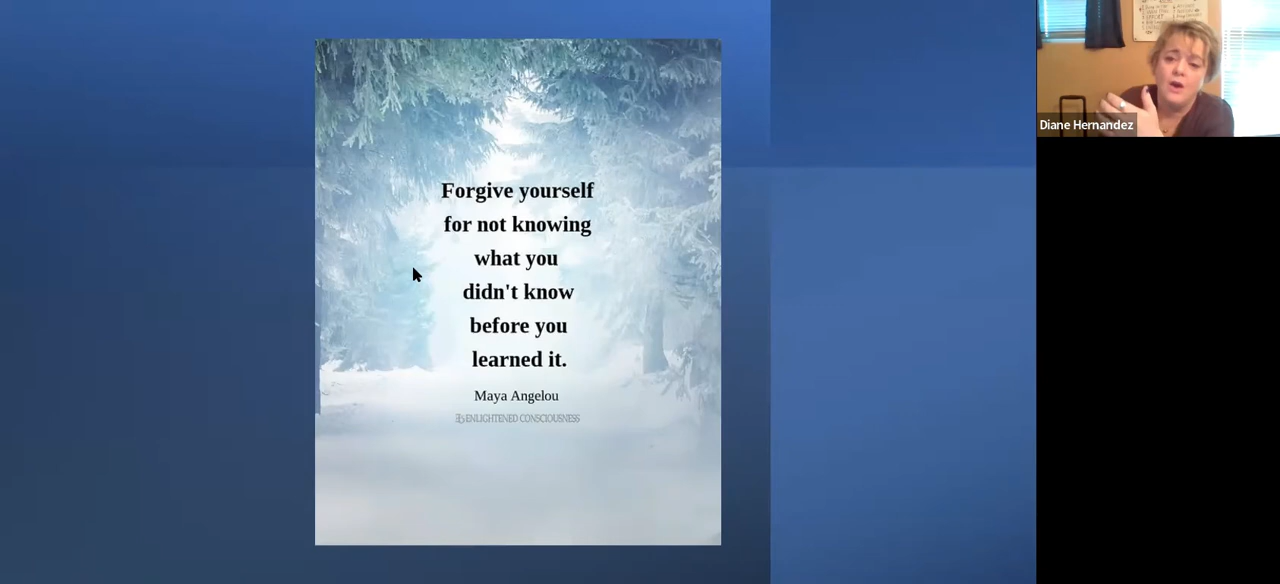 Forgive yourself
for not knowing
what you
didn't know
before you
learned it.
Maya Angelou
ENLIGHTENED CONSCIOUSNESS
Diane Hernandez